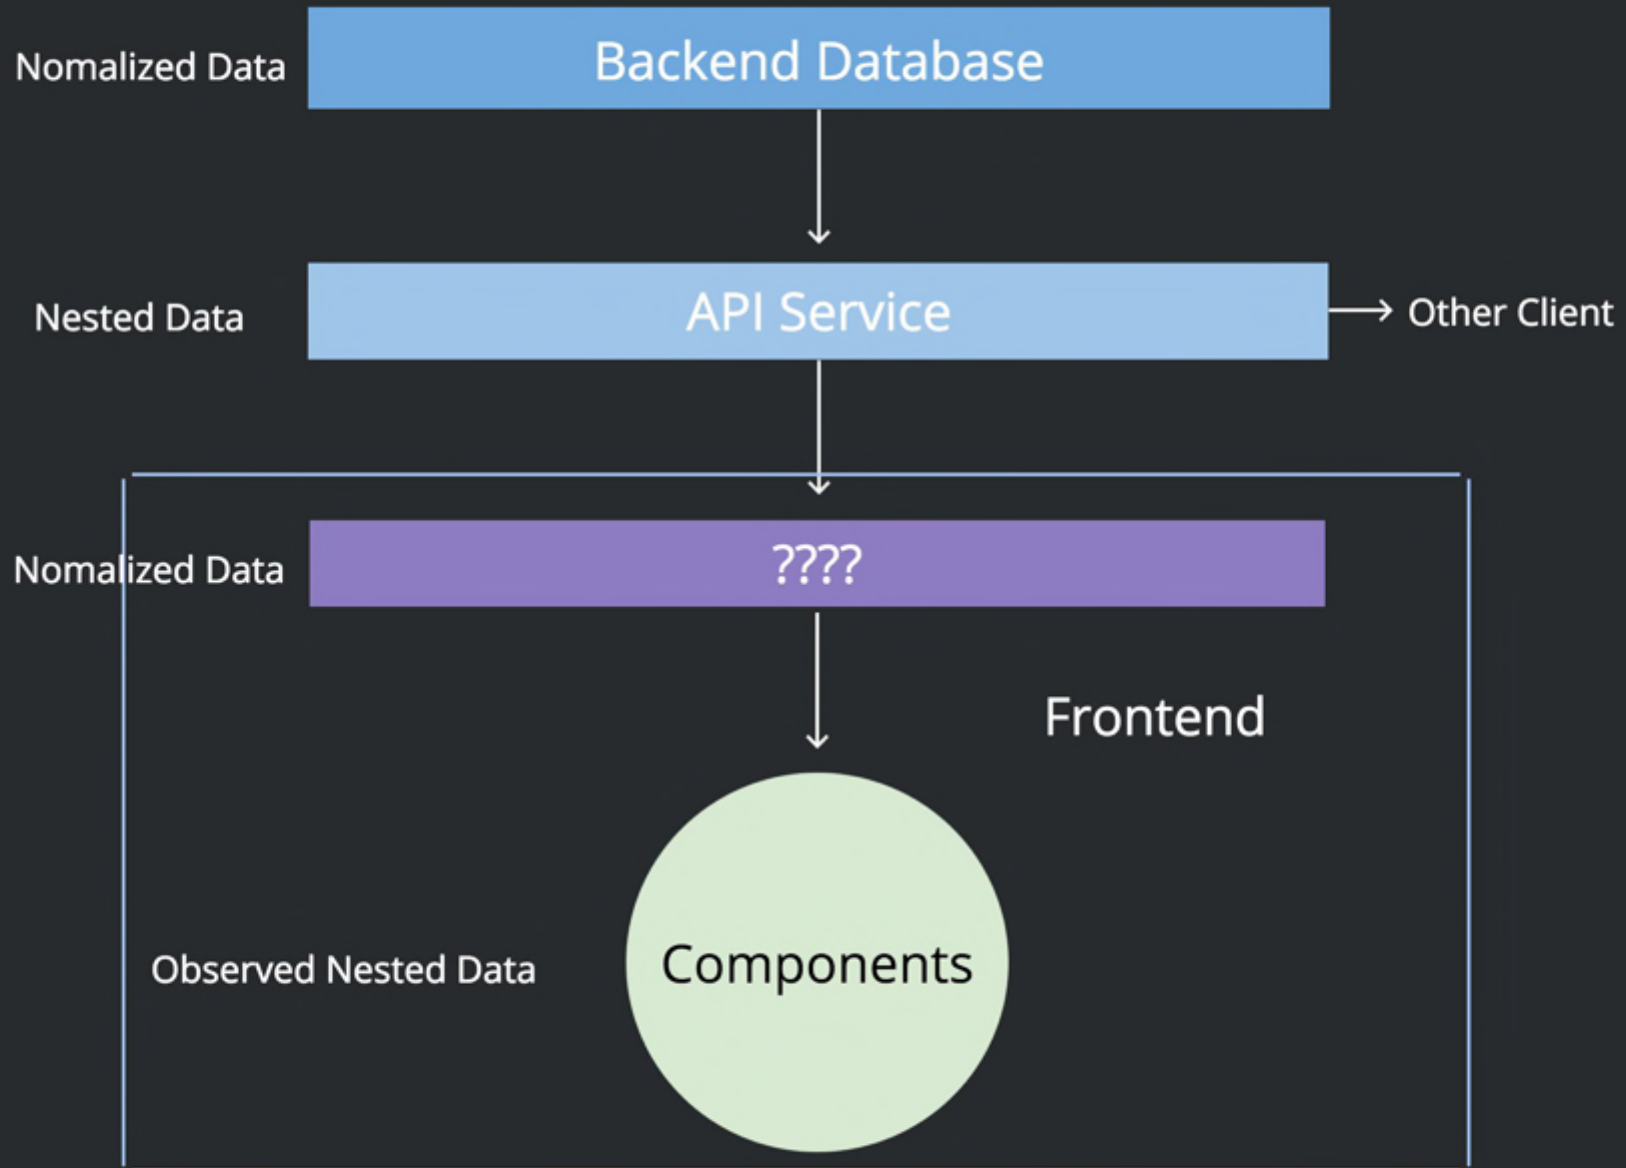 Nomalized Data
Backend Database
Nested Data
API Service
Other Client
Nomalized Data
????
Frontend
Observed Nested Data
Components